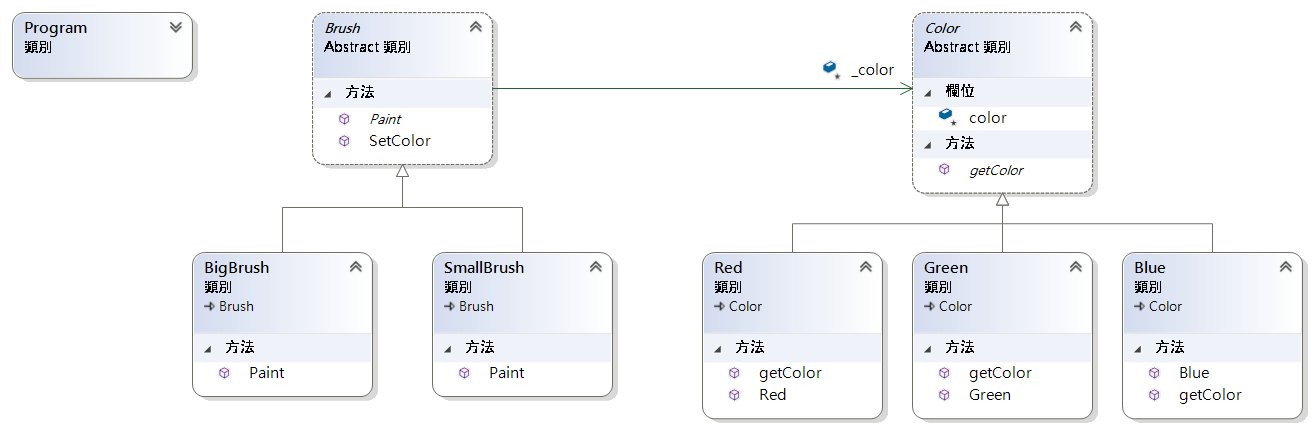 Program
類別
Brush
Abstract 類別
方法
Paint
SetColor
_color
Color
Abstract 類別
欄位
color
方法
getColor
BigBrush
類別
Brush
方法
Paint
SmallBrush
類別
Brush
方法
Paint
Red
類別
Color
方法
getColor
Red
Green
類別
Color
方法
getColor
Green
Blue
類別
Color
方法
Blue
getColor